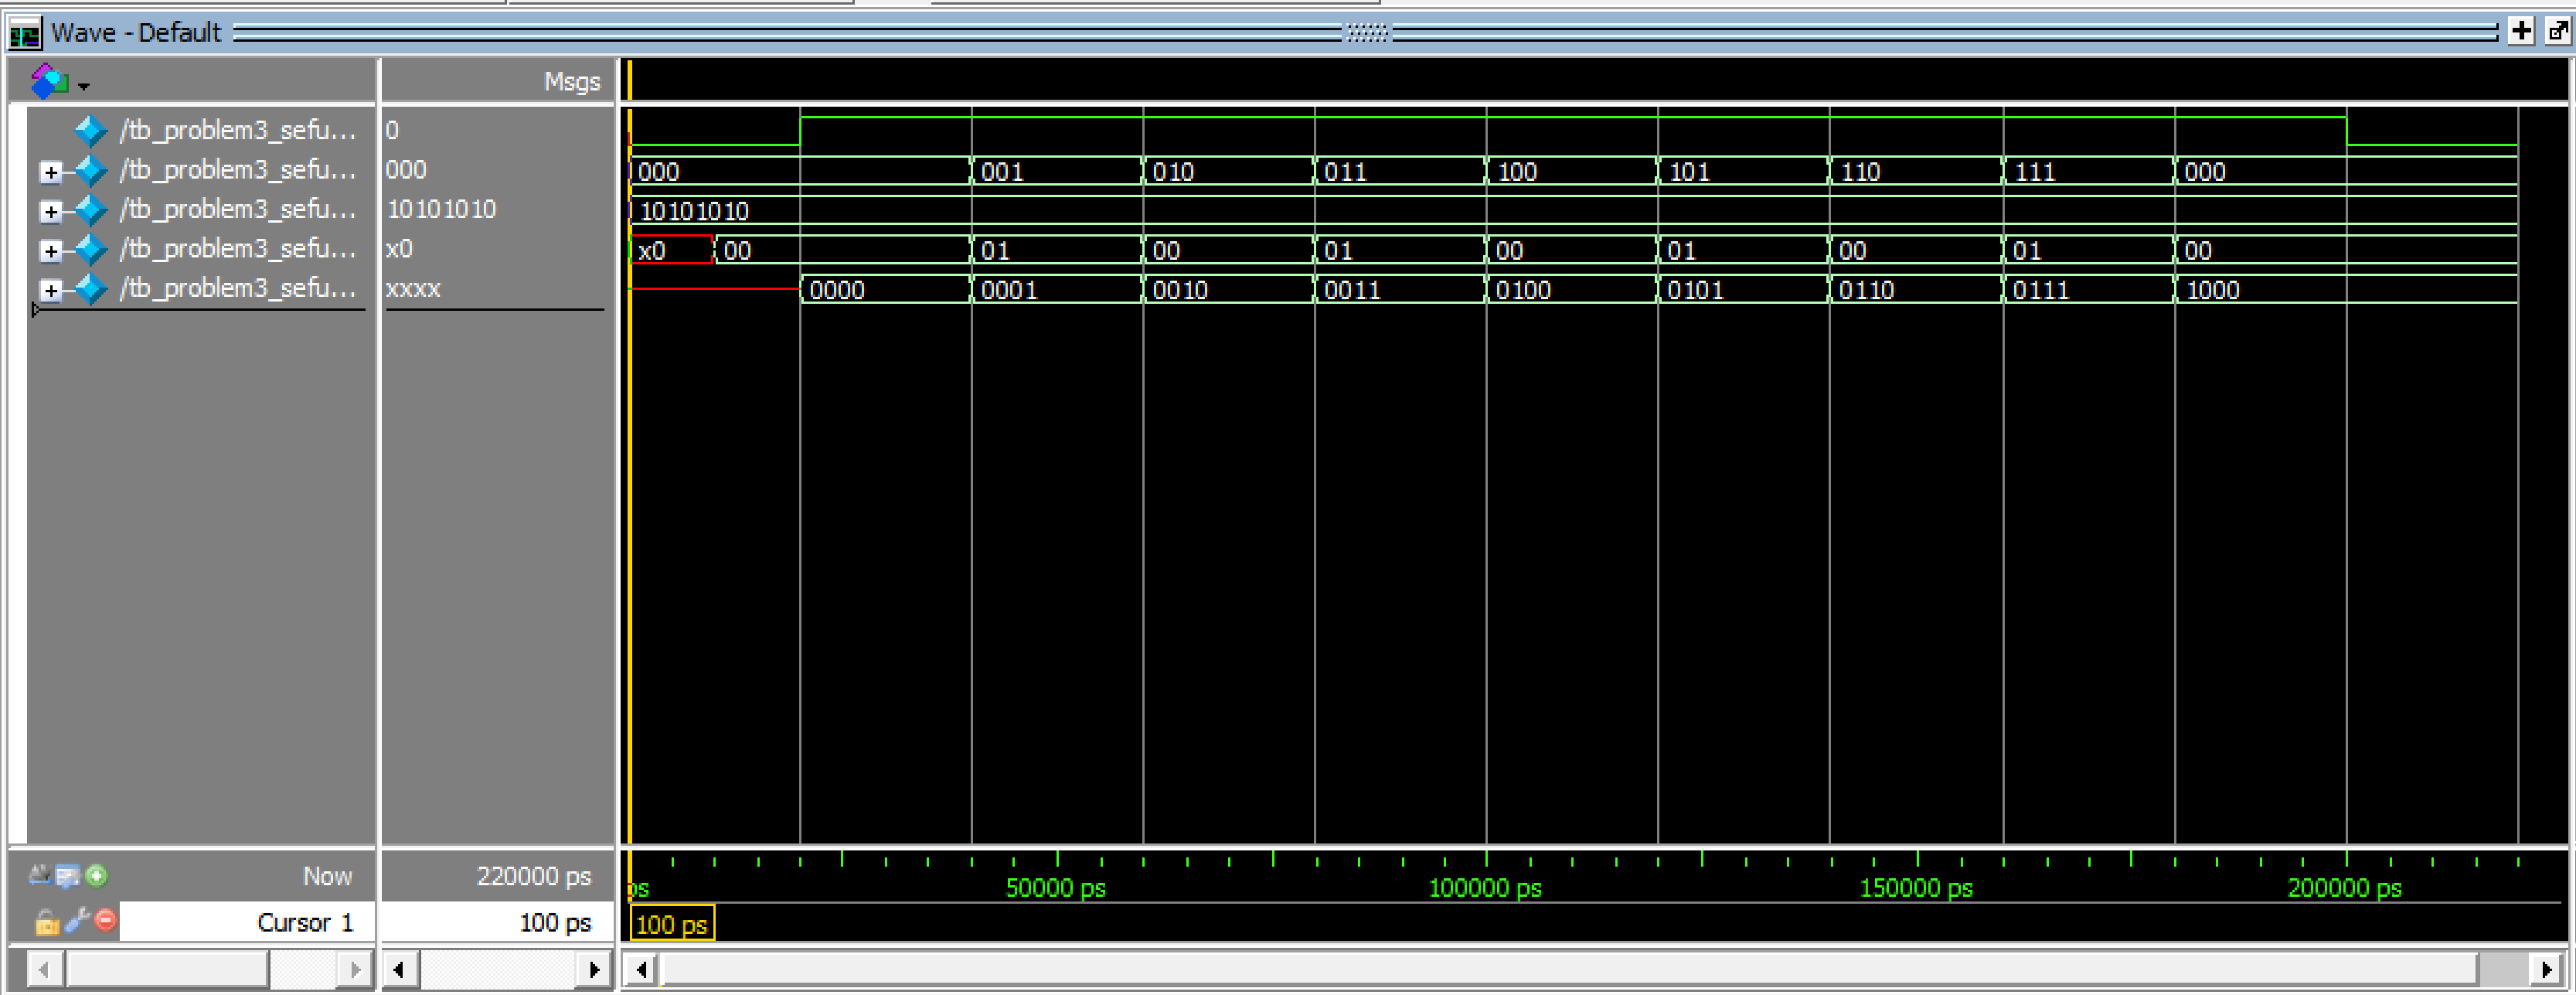 Wave - Default
Msgs
/tb_problem3_sefu... 0
/tb_problem3_sefu... 000 000 001 010 011 100 101 110 111 000
/tb_problem3_sefu... 10101010 10101010
/tb_problem3_sefu... x0 x0 00 01 00 01 00 01 00 01 00
/tb_problem3_sefu... xxxx 0000 0001 0010 0011 0100 0101 0110 0111 1000
Now 220000 ps ps 50000 ps 100000 ps 150000 ps 200000 ps
Cursor 1 100 ps 100 ps